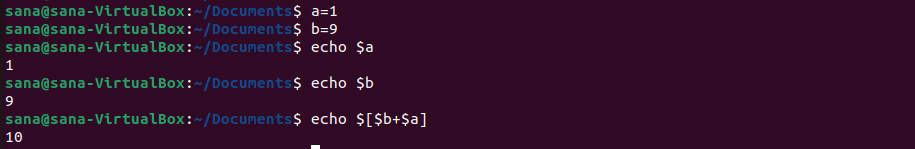 sana@sana-VirtualBox:~/Documents$ a=1
sana@sana-VirtualBox:~/Documents$ b=9
sana@sana-VirtualBox:~/Documents$ echo $a
1
sana@sana-VirtualBox:~/Documents$ echo $b
9
sana@sana-VirtualBox:~/Documents$ echo $[$b+$a]
10